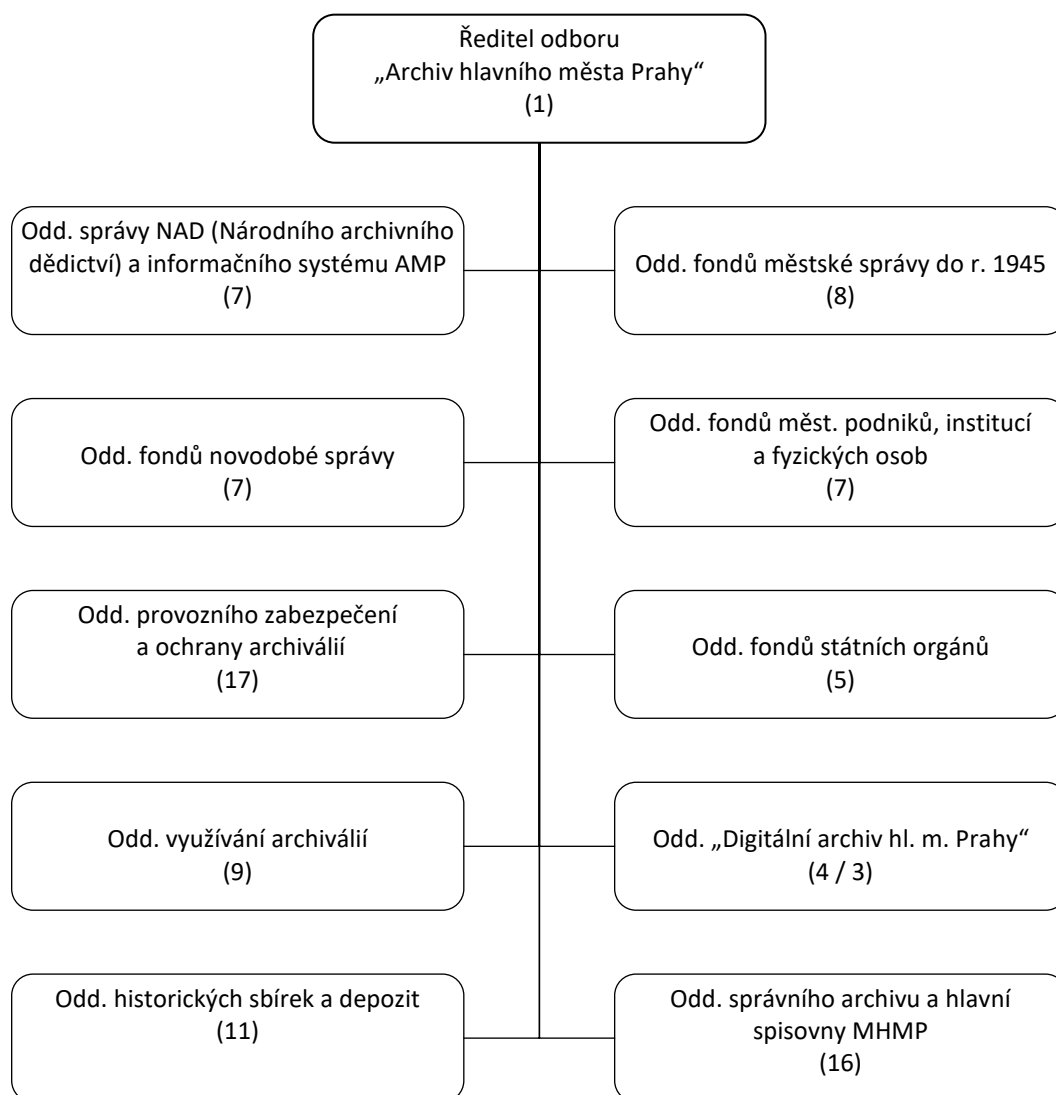 Ředitel odboru
„Archiv hlavního města Prahy“
(1)
Odd. správy NAD (Národního archivního
dědictví) a informačního systému AMP
(7)
Odd. fondů městské správy do r. 1945
(8)
Odd. fondů novodobé správy
(7)
Odd. fondů měst. podniků, institucí
a fyzických osob
(7)
Odd. provozního zabezpečení
a ochrany archiválií
(17)
Odd. fondů státních orgánů
(5)
Odd. využívání archiválií
(9)
Odd. „Digitální archiv hl. m. Prahy“
(4 / 3)
Odd. historických sbírek a depozit
(11)
Odd. správního archivu a hlavní
spisovny MHMP
(16)